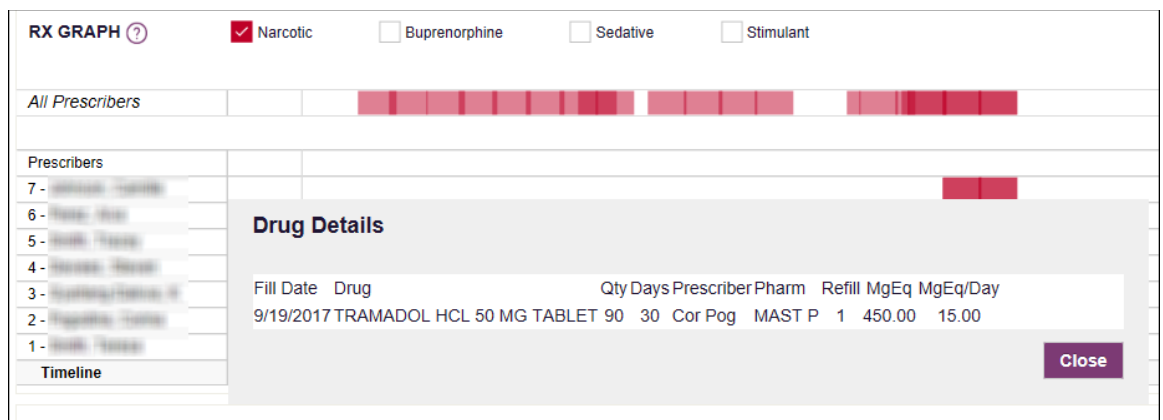 RX GRAPH ? Narcotic Buprenorphine Sedative Stimulant
All Prescribers
Prescribers
7 -
6 -
5 -
4 -
3 -
2 -
1 -
Timeline
Drug Details
Fill Date Drug Qty Days Prescriber Pharm Refill MgEq MgEq/Day
9/19/2017 TRAMADOL HCL 50 MG TABLET 90 30 Cor Pog MAST P 1 450.00 15.00
Close